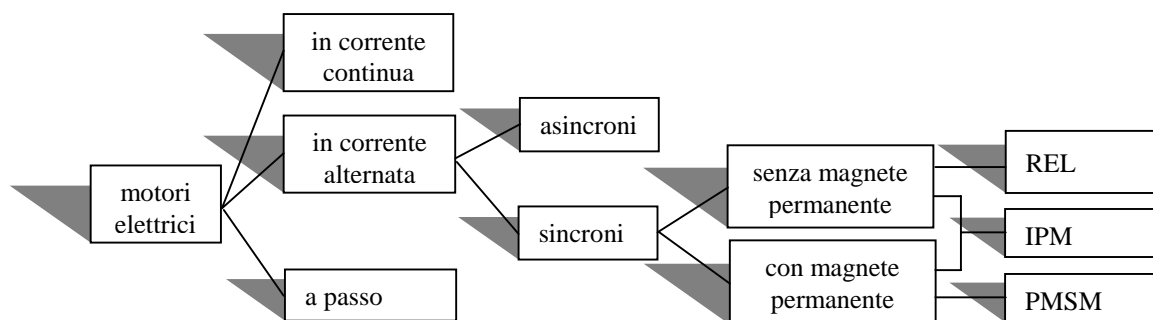 motori
elettrici
in corrente
continua
in corrente
alternata
a passo
asincroni
sincroni
senza magnete
permanente
con magnete
permanente
REL
IPM
PMSM